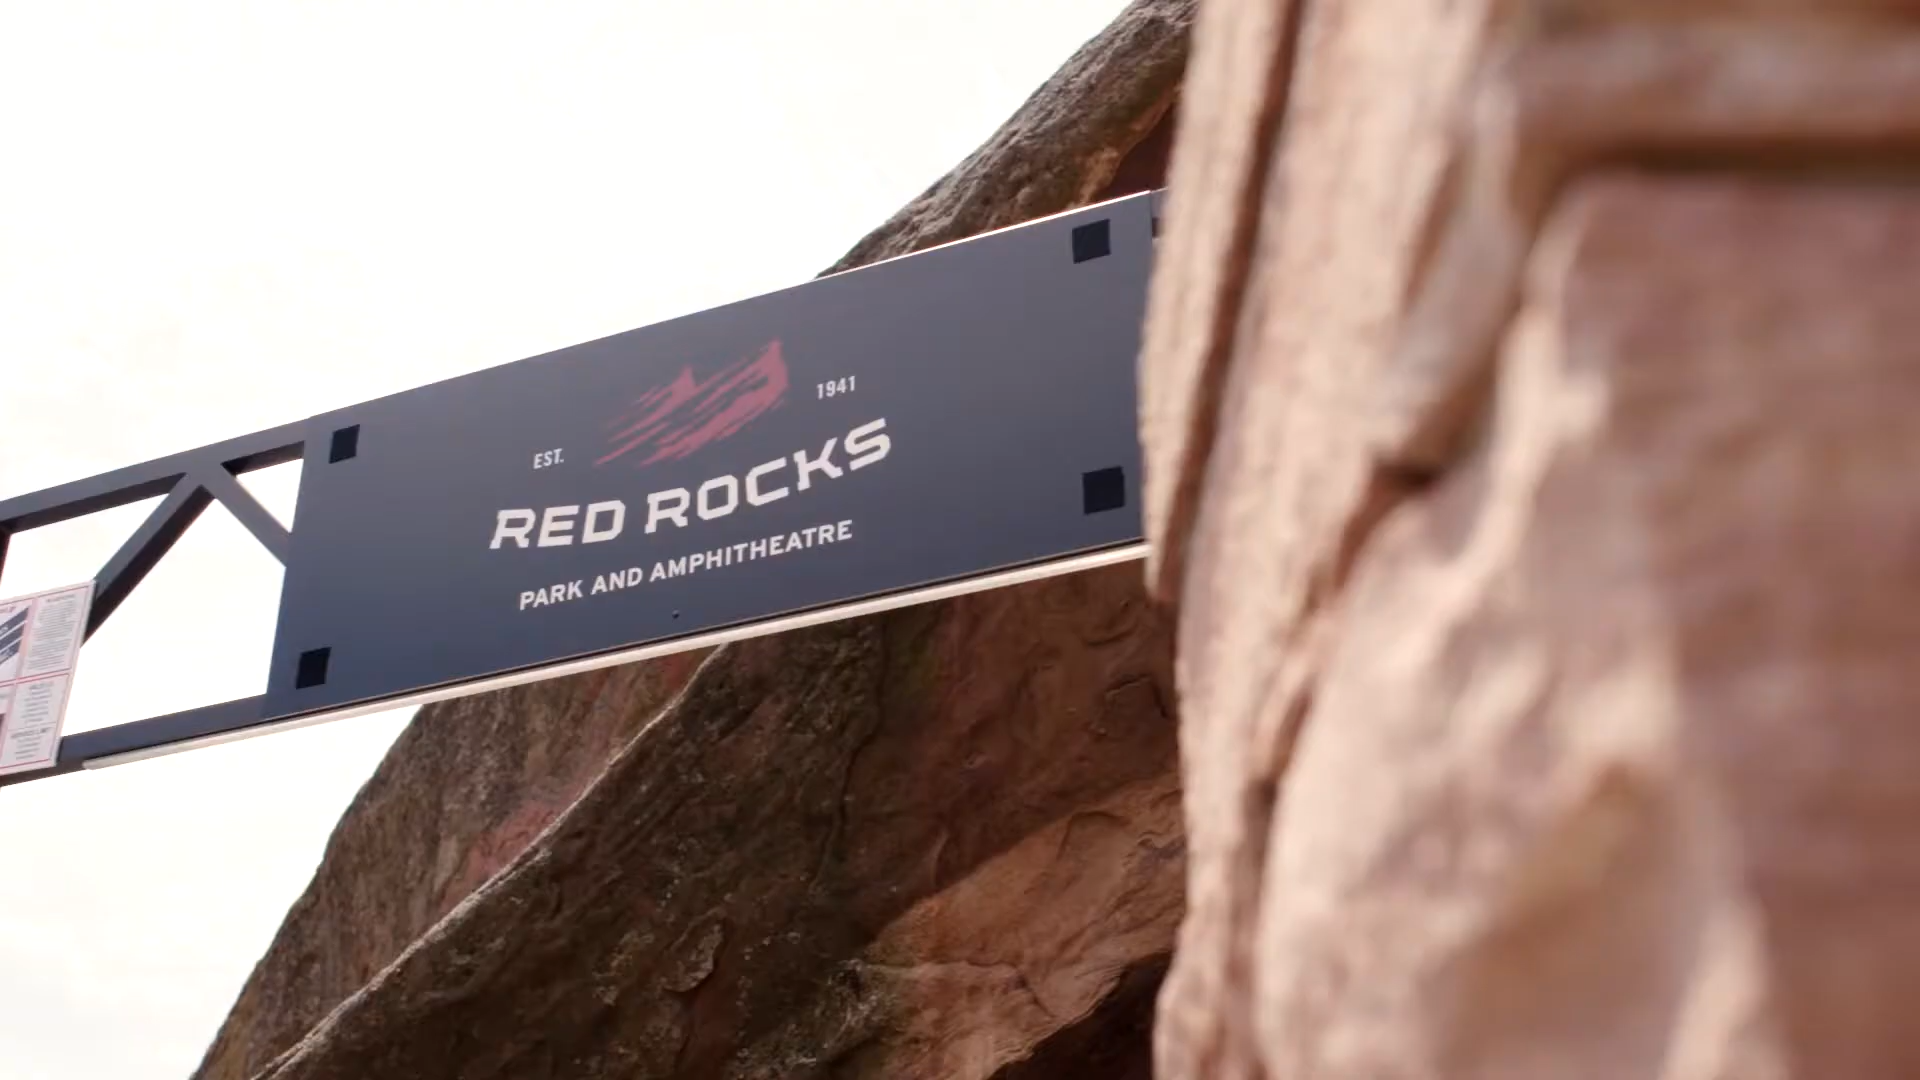 EST. 1941
RED ROCKS
PARK AND AMPHITHEATRE